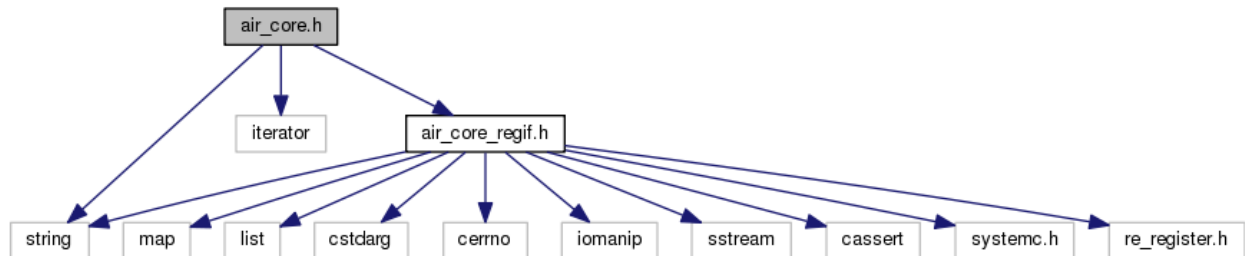 air_core.h
iterator
air_core_regif.h
string
map
list
cstdarg
cerrno
iomanip
sstream
cassert
systemc.h
re_register.h